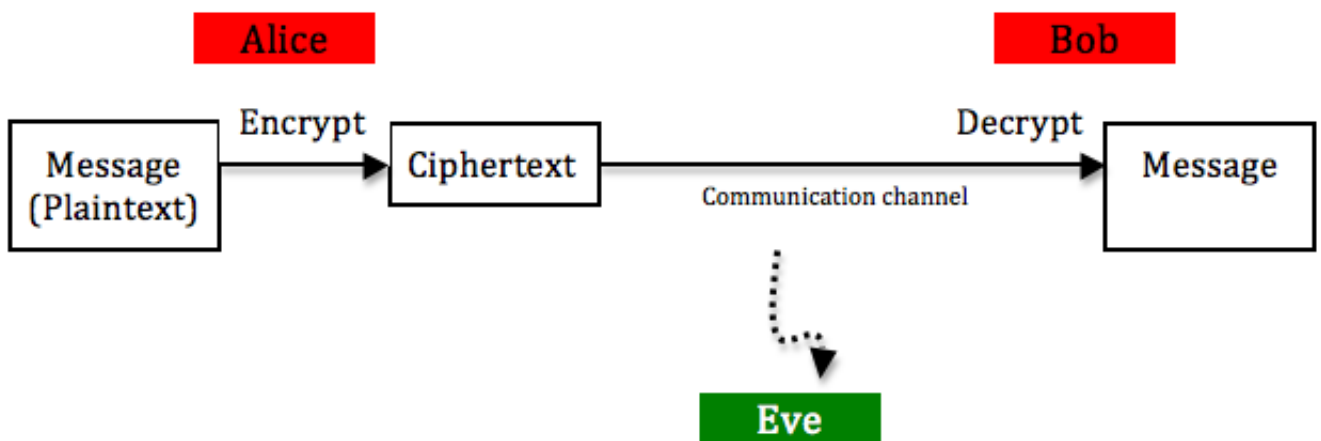 Alice
Bob
Encrypt
Decrypt
Message
(Plaintext)
Ciphertext
Message
Communication channel
Eve